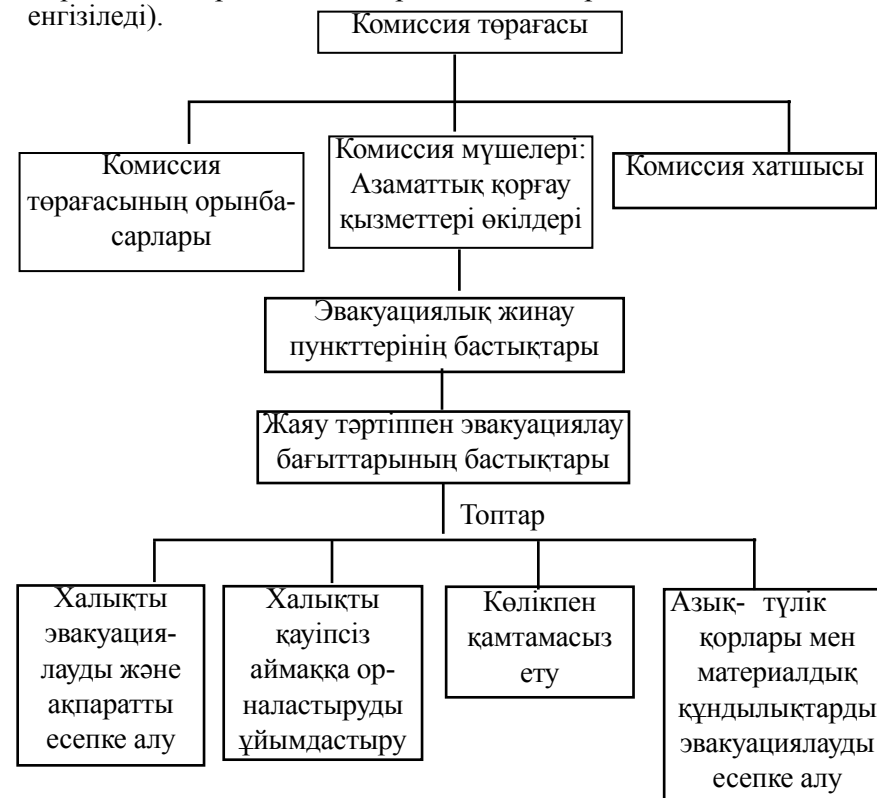 енгізіледі).
Комиссия төрағасы
Комиссия
төрағасының орынба-
сарлары
Комиссия мүшелері:
Азаматтық қорғау
қызметтері өкілдері
Комиссия хатшысы
Эвакуациялық жинау
пункттерінің бастықтары
Жаяу тәртіппен эвакуациялау
бағыттарының бастықтары
Топтар
Халықты
эвакуация-
лауды және
ақпаратты
есепке алу
Халықты
қауіпсіз
аймаққа ор-
наластыруды
ұйымдастыру
Көлікпен
қамтамасыз
ету
Азық- түлік
қорлары мен
материалдық
құндылықтарды
эвакуациялауды
есепке алу